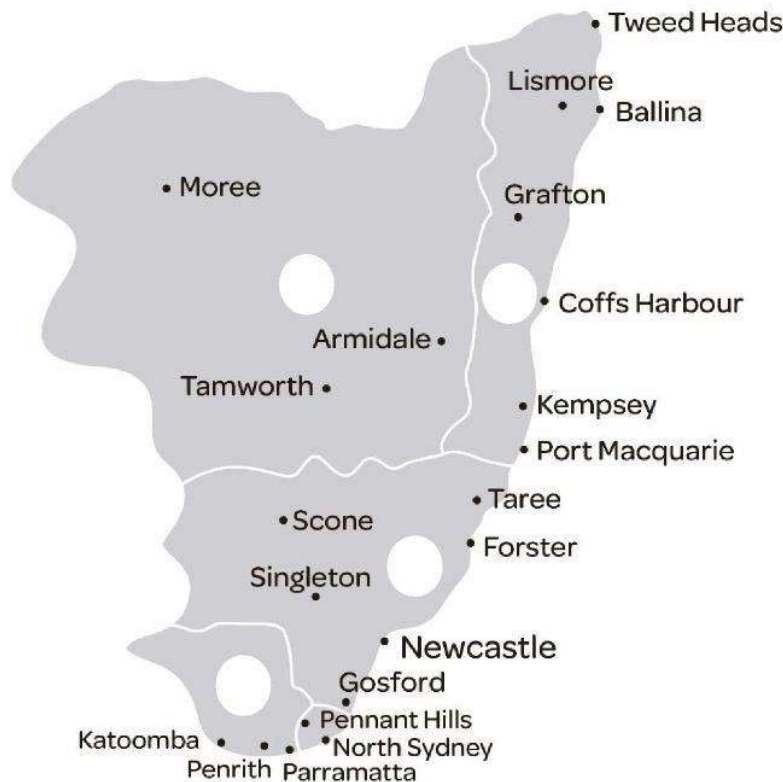 Tweed Heads
Lismore
Ballina
Moree
Grafton
Coffs Harbour
Armidale
Tamworth
Kempsey
Port Macquarie
Taree
Scone
Forster
Singleton
Newcastle
Gosford
Pennant Hills
Katoomba
North Sydney
Penrith
Parramatta